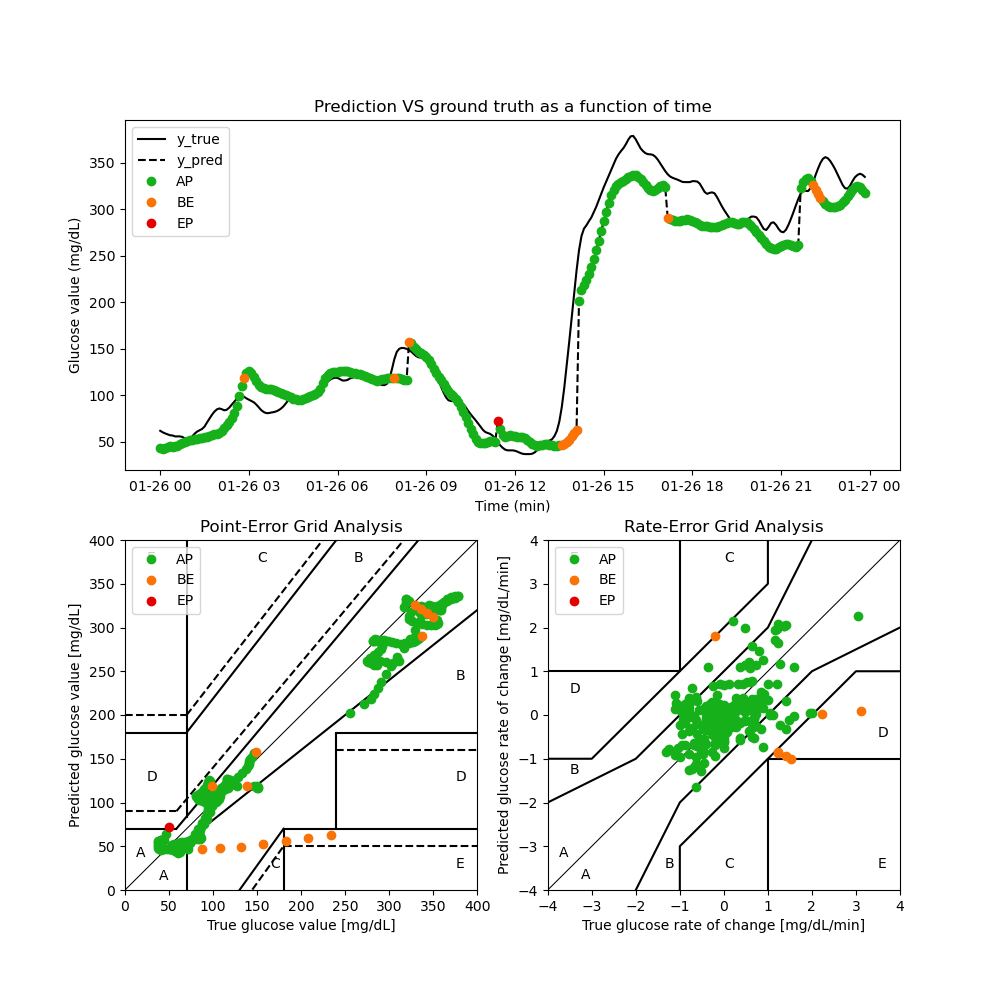 Prediction VS ground truth as a function of time
y_true
y_pred
AP
BE
EP
Glucose value (mg/dL)
350
300
250
200
150
100
50
01-26 00 01-26 03 01-26 06 01-26 09 01-26 12 01-26 15 01-26 18 01-26 21 01-27 00
Time (min)
Point-Error Grid Analysis
AP
BE
EP
C
B
B
D
D
A
A
C
E
Predicted glucose value [mg/dL]
400
350
300
250
200
150
100
50
0
0 50 100 150 200 250 300 350 400
True glucose value [mg/dL]
Rate-Error Grid Analysis
AP
BE
EP
C
D
D
B
A
A
B
C
E
Predicted glucose rate of change [mg/dL/min]
4
3
2
1
0
−1
−2
−3
−4
−4 −3 −2 −1 0 1 2 3 4
True glucose rate of change [mg/dL/min]